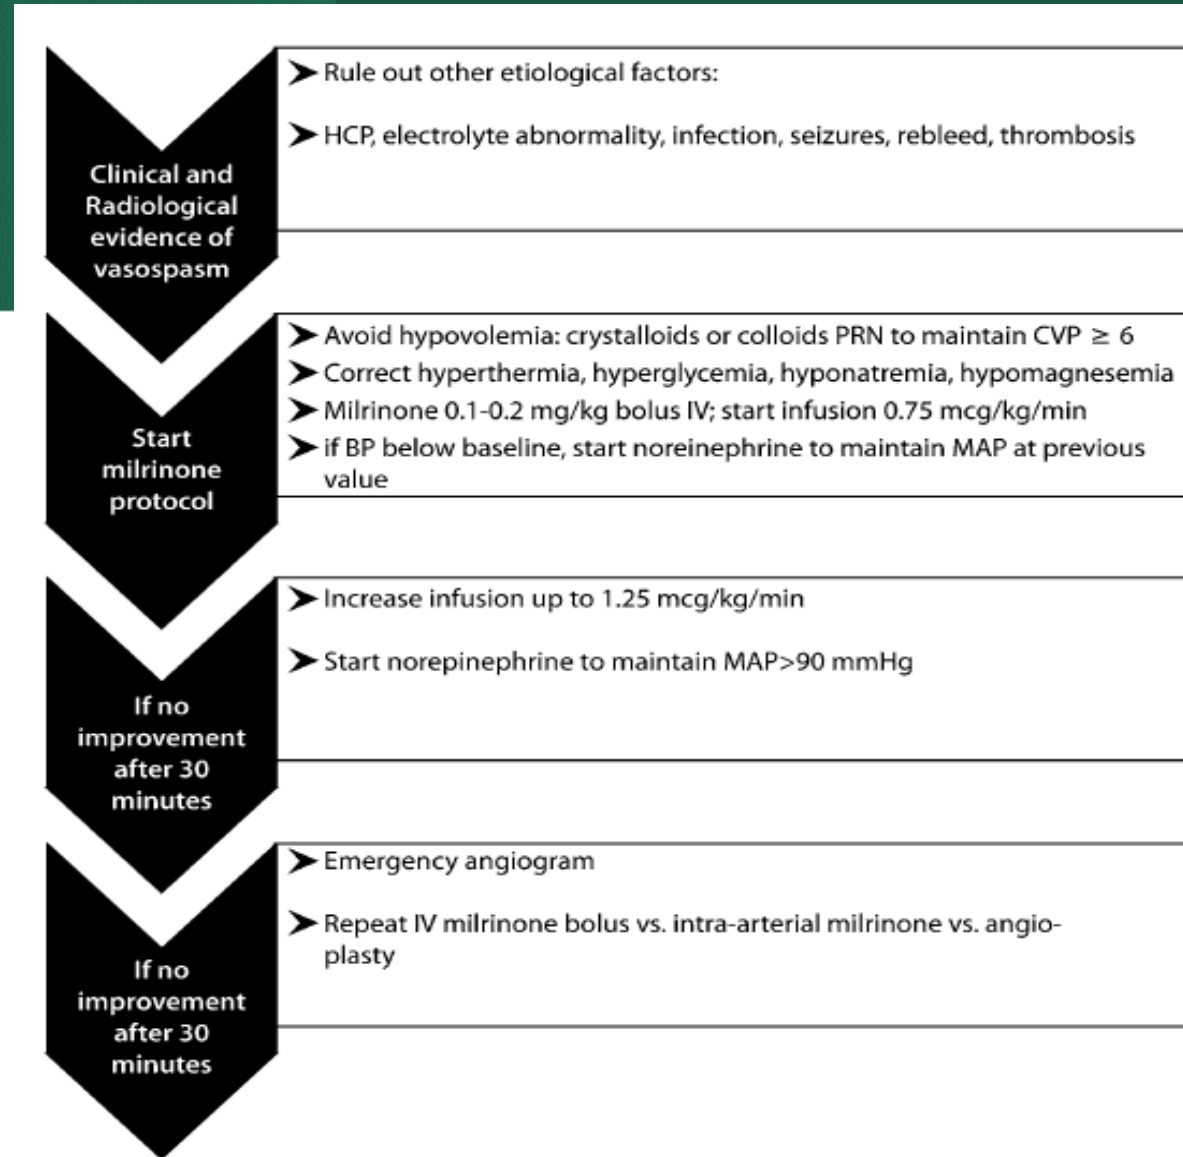 Clinical and
Radiological
evidence of
vasospasm
➤ Rule out other etiological factors:
➤ HCP, electrolyte abnormality, infection, seizures, rebleed, thrombosis
Start
milrinone
protocol
➤ Avoid hypovolemia: crystalloids or colloids PRN to maintain CVP ≥ 6
➤ Correct hyperthermia, hyperglycemia, hyponatremia, hypomagnesemia
➤ Milrinone 0.1-0.2 mg/kg bolus IV; start infusion 0.75 mcg/kg/min
➤ if BP below baseline, start noreinephrine to maintain MAP at previous
value
If no
improvement
after 30
minutes
➤ Increase infusion up to 1.25 mcg/kg/min
➤ Start norepinephrine to maintain MAP>90 mmHg
If no
improvement
after 30
minutes
➤ Emergency angiogram
➤ Repeat IV milrinone bolus vs. intra-arterial milrinone vs. angio-
plasty